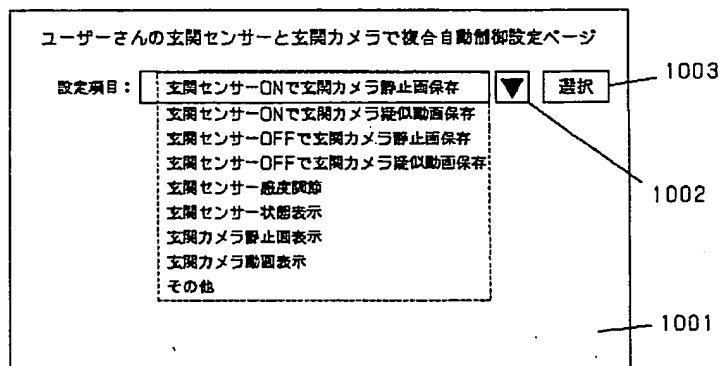 ユーザーさんの玄関センサーと玄関カメラで複合自動制御設定ページ
設定項目： 玄関センサーONで玄関カメラ静止画保存 ▼ 選択 1003
玄関センサーONで玄関カメラ疑似動画保存
玄関センサーOFFで玄関カメラ静止画保存
玄関センサーOFFで玄関カメラ疑似動画保存
玄関センサー感度調節
1002
玄関センサー状態表示
玄関カメラ静止画表示
玄関カメラ動画表示
その他
1001